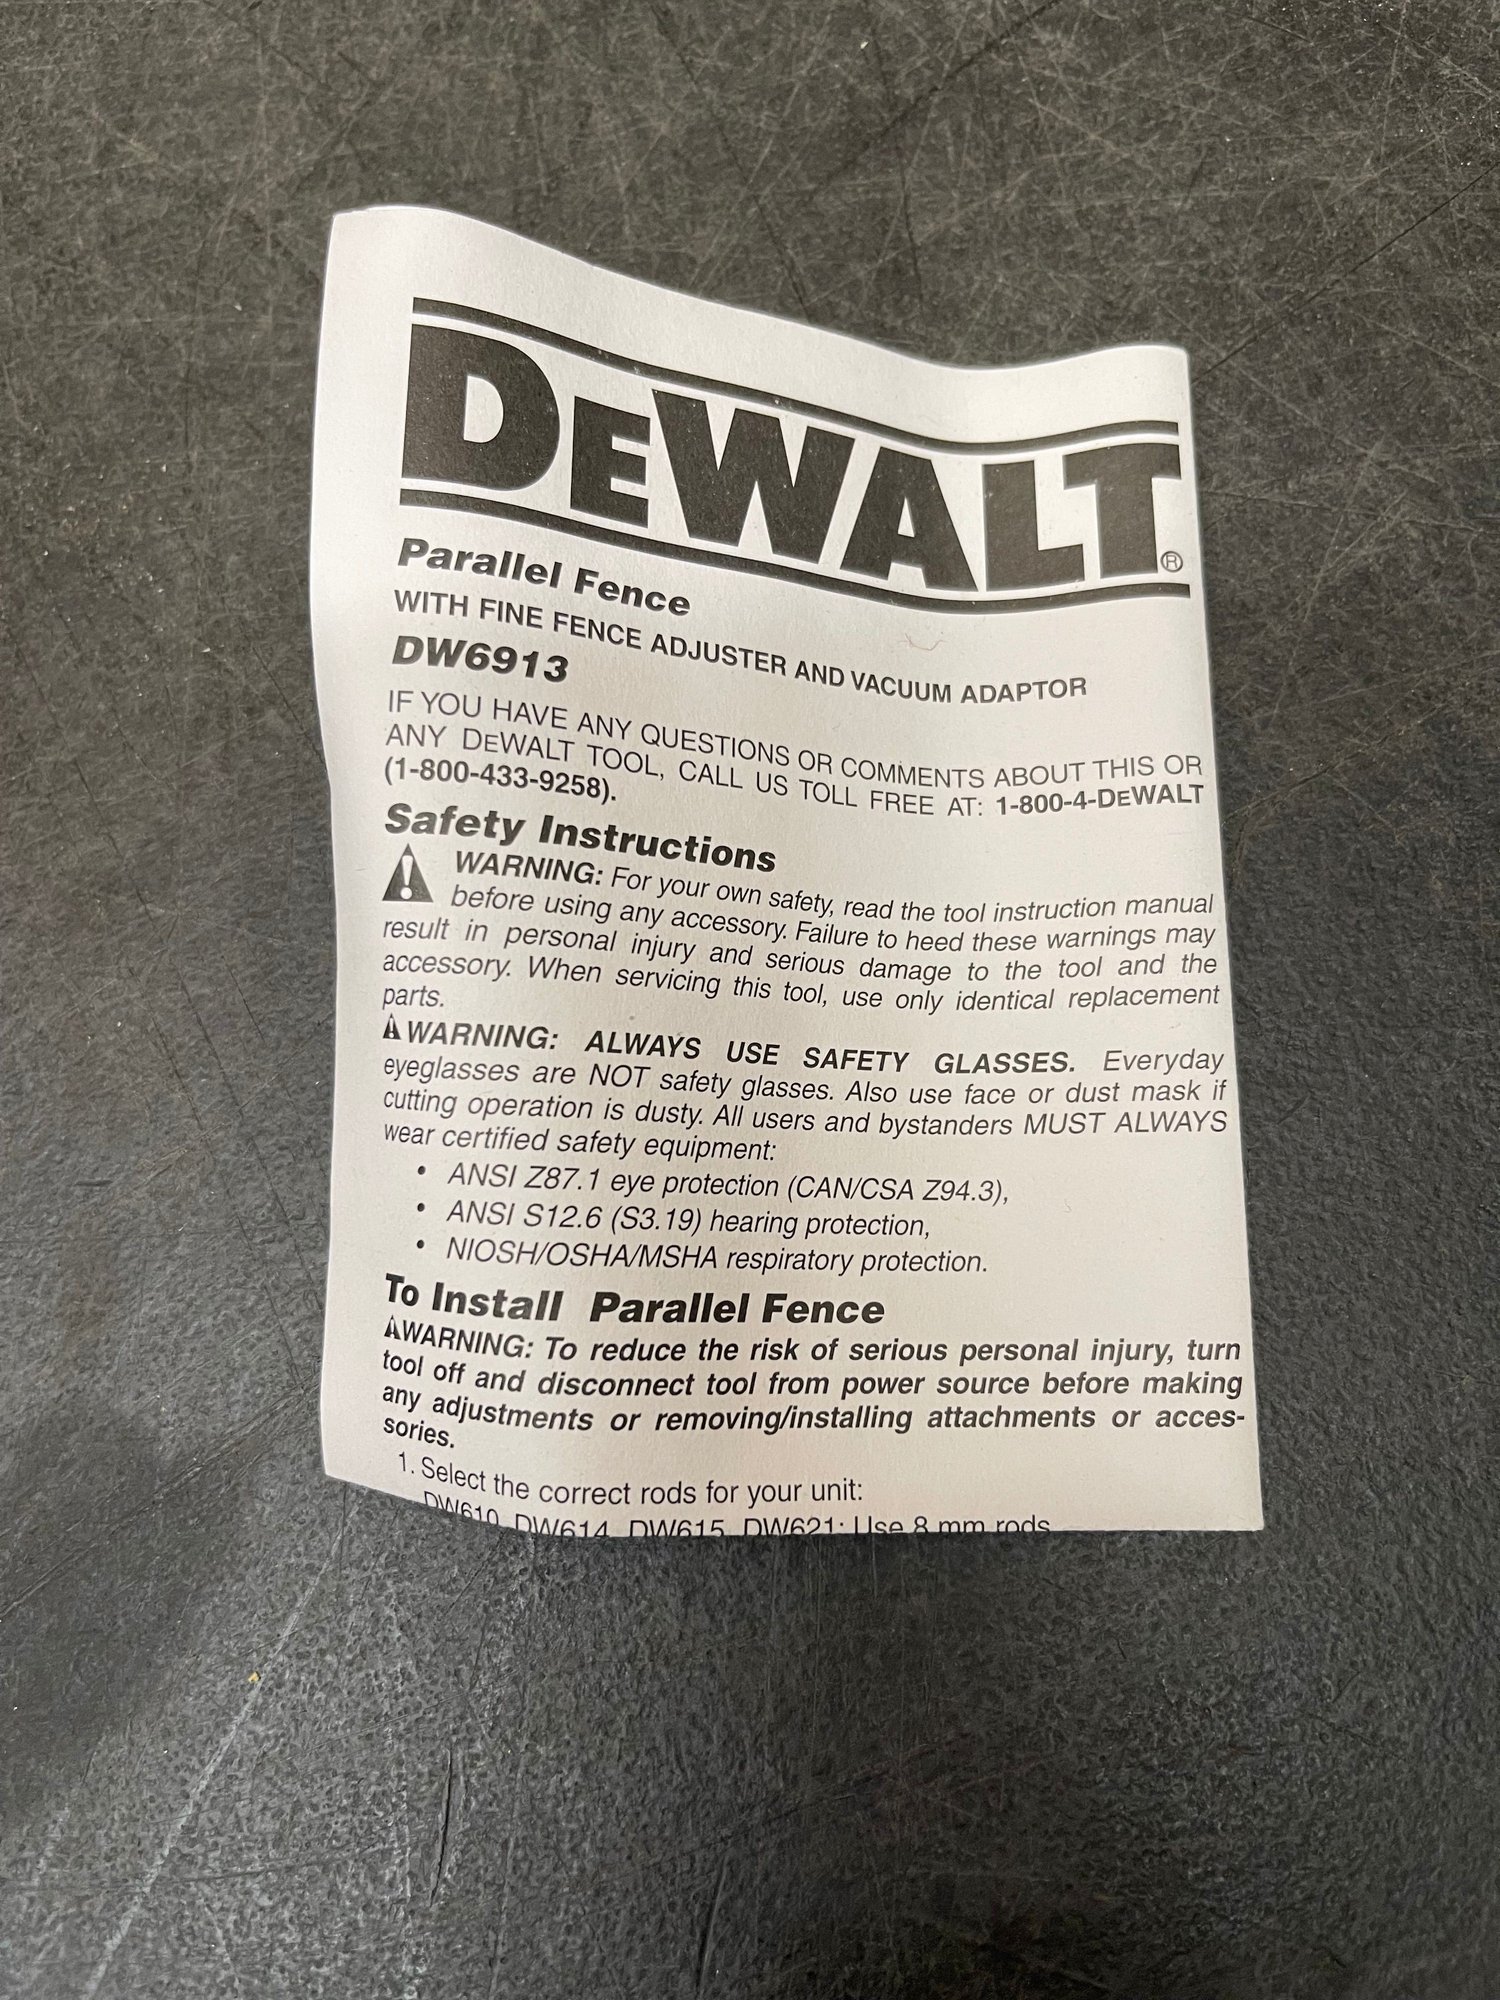 DEWALT®
Parallel Fence
WITH FINE FENCE ADJUSTER AND VACUUM ADAPTOR
DW6913
IF YOU HAVE ANY QUESTIONS OR COMMENTS ABOUT THIS OR
ANY DEWALT TOOL, CALL US TOLL FREE AT: 1-800-4-DEWALT
(1-800-433-9258).
Safety Instructions
WARNING: For your own safety, read the tool instruction manual
before using any accessory. Failure to heed these warnings may
result in personal injury and serious damage to the tool and the
accessory. When servicing this tool, use only identical replacement
parts.
WARNING: ALWAYS USE SAFETY GLASSES. Everyday
eyeglasses are NOT safety glasses. Also use face or dust mask if
cutting operation is dusty. All users and bystanders MUST ALWAYS
wear certified safety equipment:
• ANSI Z87.1 eye protection (CAN/CSA Z94.3),
• ANSI S12.6 (S3.19) hearing protection,
• NIOSH/OSHA/MSHA respiratory protection.
To Install Parallel Fence
WARNING: To reduce the risk of serious personal injury, turn
tool off and disconnect tool from power source before making
any adjustments or removing/installing attachments or acces-
sories.
1. Select the correct rods for your unit:
DW610, DW614, DW615, DW621: Use 8 mm rods